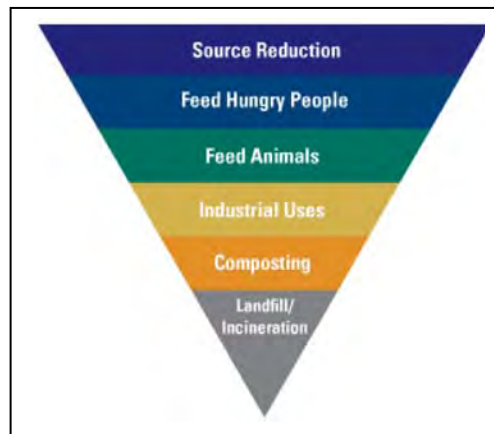 Source Reduction
Feed Hungry People
Feed Animals
Industrial Uses
Composting
Landfill/
Incineration